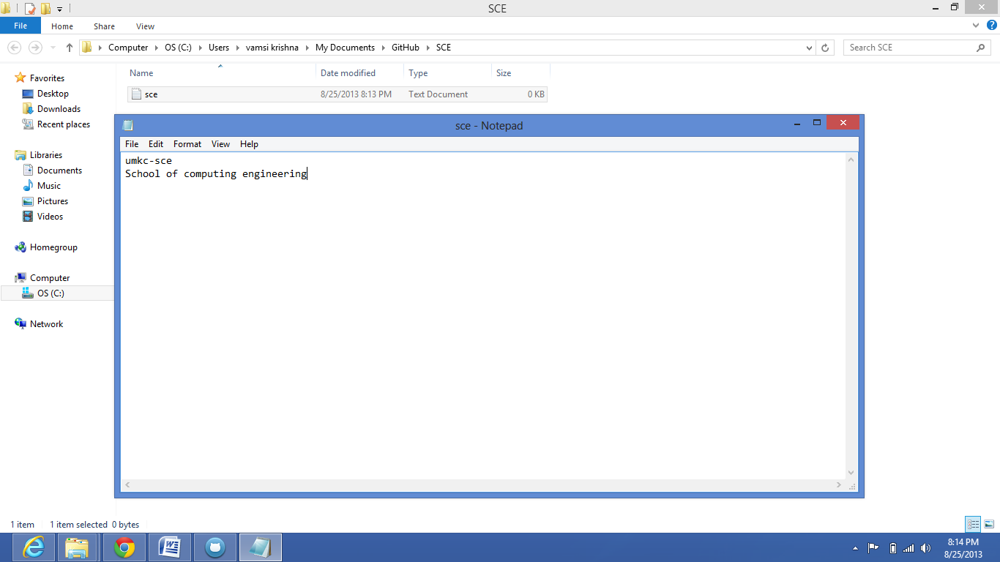 SCE
File Home Share View
Computer OS (C:) Users vamsi krishna My Documents GitHub SCE
Search SCE
Favorites
Desktop
Downloads
Recent places
Libraries
Documents
Music
Pictures
Videos
Homegroup
Computer
OS (C:)
Network
Name Date modified Type Size
sce 8/25/2013 8:13 PM Text Document 0 KB
sce - Notepad
File Edit Format View Help
umkc-sce
School of computing engineering
1 item 1 item selected 0 bytes
8:14 PM
8/25/2013